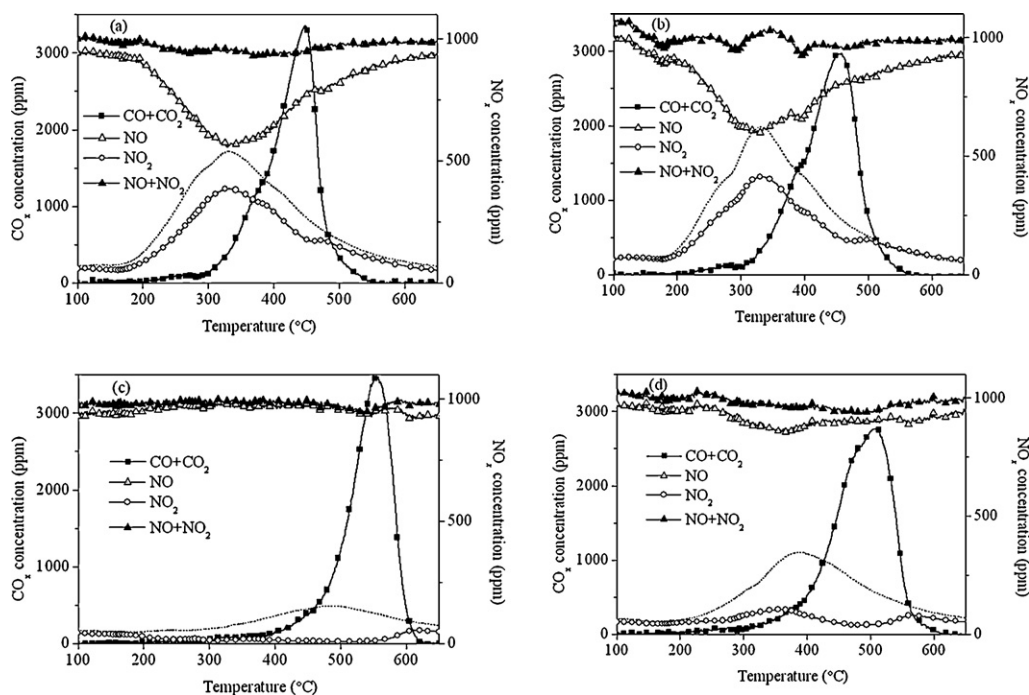 (a)
CO+CO2
NO
NO2
NO+NO2
3000
2000
1000
0
1000
500
0
100 200 300 400 500 600
COx concentration (ppm)
NOx concentration (ppm)
Temperature (°C)
(b)
CO+CO2
NO
NO2
NO+NO2
3000
2000
1000
0
1000
500
0
100 200 300 400 500 600
COx concentration (ppm)
NOx concentration (ppm)
Temperature (°C)
(c)
CO+CO2
NO
NO2
NO+NO2
3000
2000
1000
0
1000
500
0
100 200 300 400 500 600
COx concentration (ppm)
NOx concentration (ppm)
Temperature (°C)
(d)
CO+CO2
NO
NO2
NO+NO2
3000
2000
1000
0
1000
500
0
100 200 300 400 500 600
COx concentration (ppm)
NOx concentration (ppm)
Temperature (°C)